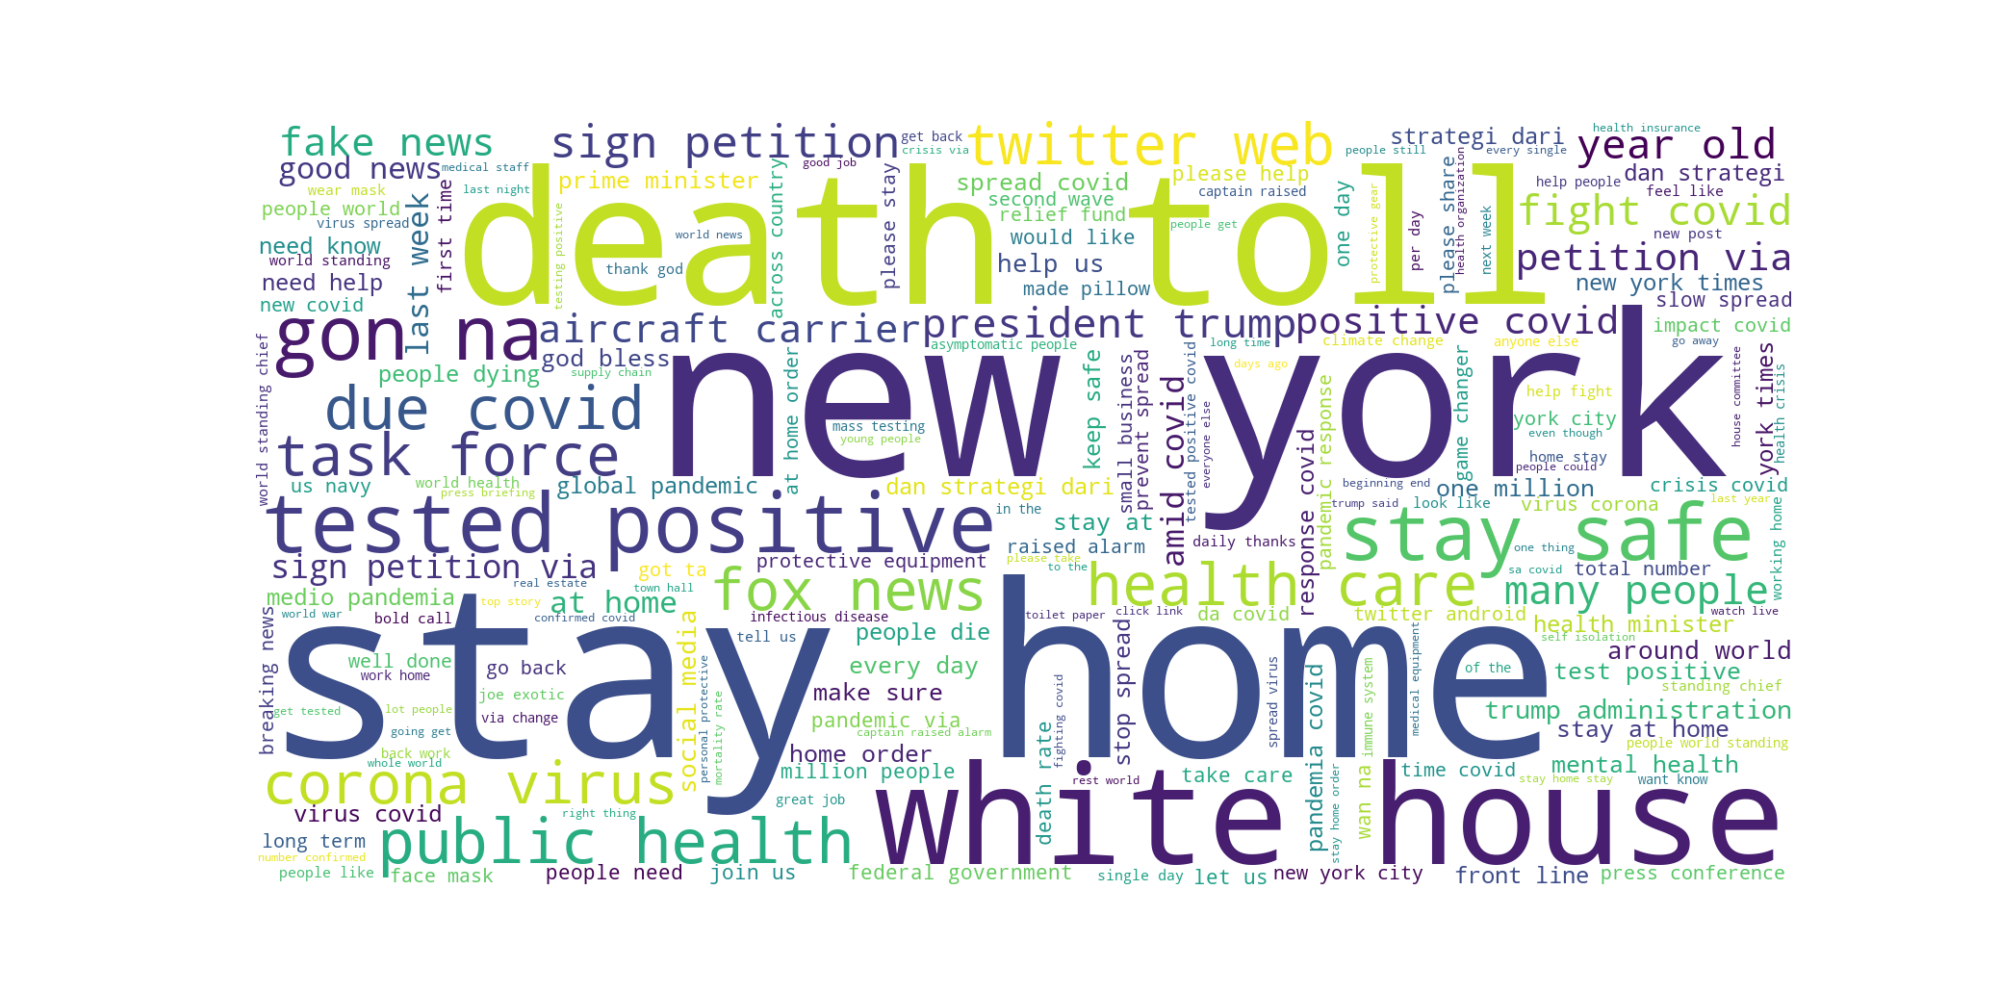 fake news
sign petition
get back
crisis via
twitter web
strategi dari
health insurance
year old
good news
medical staff
good job
people still
every single
wear mask
last night
prime minister
spread covid
please help
captain raised
help people
dan strategi
feel like
people world
virus spread
last week
first time
death toll
testing positive
world news
thank god
across country
please stay
second wave
relief fund
would like
people get
one day
protective gear
per day
please share
health organization
next week
fight covid
new post
need know
world standing
need help
new covid
help us
made pillow
petition via
new york times
slow spread
gon na
aircraft carrier
president trump
positive covid
impact covid
go away
god bless
asymptomatic people
long time
climate change
anyone else
days ago
world standing chief
people dying
supply chain
at home order
new york
keep safe
small business
prevent spread
amid covid
tested positive covid
everyone else
pandemic response
game changer
help fight
york city
even though
home stay
people could
york times
house committee
health crisis
due covid
mass testing
young people
task force
us navy
world health
press briefing
global pandemic
dan strategi dari
in the
beginning end
one million
crisis covid
trump said
look like
virus corona
last year
tested positive
stay at
raised alarm
daily thanks
response covid
stay safe
one thing
working home
sign petition via
real estate
got ta
town hall
protective equipment
please take
to the
health care
sa covid
total number
medio pandemia
world war
top story
at home
fox news
infectious disease
toilet paper
click link
da covid
twitter android
many people
watch live
bold call
confirmed covid
tell us
people die
health minister
self isolation
breaking news
well done
work home
go back
joe exotic
via change
stay home
social media
personal protective
mortality rate
every day
make sure
pandemic via
captain raised alarm
death rate
fighting covid
stop spread
spread virus
pandemia covid
immune system
medical equipment
of the
around world
test positive
standing chief
get tested
lot people
going get
back work
whole world
trump administration
stay at home
people world standing
home order
million people
rest world
take care
stay home order
wan na
time covid
mental health
stay home stay
want know
corona virus
great job
right thing
virus covid
long term
number confirmed
public health
white house
people like
face mask
people need
join us
federal government
single day
let us
new york city
front line
press conference